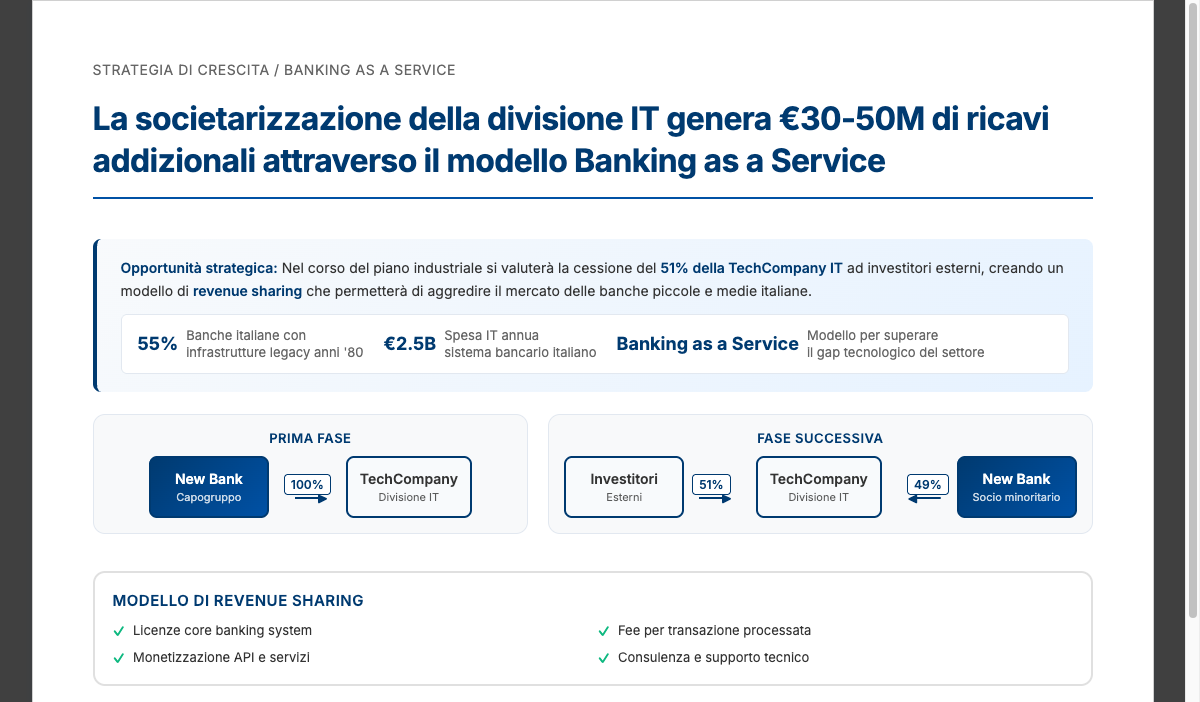 STRATEGIA DI CRESCITA / BANKING AS A SERVICE
La societarizzazione della divisione IT genera €30-50M di ricavi
addizionali attraverso il modello Banking as a Service
Opportunità strategica: Nel corso del piano industriale si valuterà la cessione del 51% della TechCompany IT ad investitori esterni, creando un
modello di revenue sharing che permetterà di aggredire il mercato delle banche piccole e medie italiane.
55%
Banche italiane con
infrastrutture legacy anni '80
€2.5B
Spesa IT annua
sistema bancario italiano
Banking as a Service
Modello per superare
il gap tecnologico del settore
PRIMA FASE
New Bank
Capogruppo
100%
TechCompany
Divisione IT
FASE SUCCESSIVA
Investitori
Esterni
51%
TechCompany
Divisione IT
49%
New Bank
Socio minoritario
MODELLO DI REVENUE SHARING
Licenze core banking system
Fee per transazione processata
Monetizzazione API e servizi
Consulenza e supporto tecnico